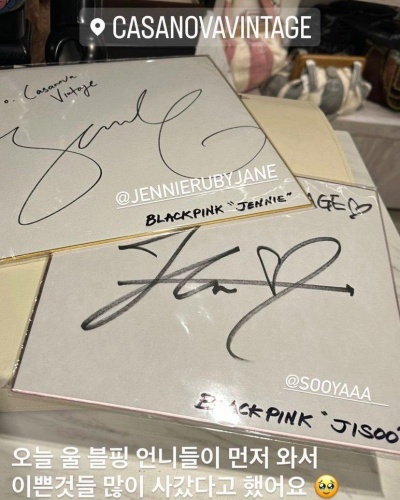 CASANOVAVINTAGE
Casanova
Vintage
@JENNIERUBYJANE
BLACKPINK "JENNIE"
AGE♡
@SOOYAAA
BLACKPINK "JISOO"
오늘 울 블핑 언니들이 먼저 와서
이쁜것들 많이 사갔다고 했어요 🥹